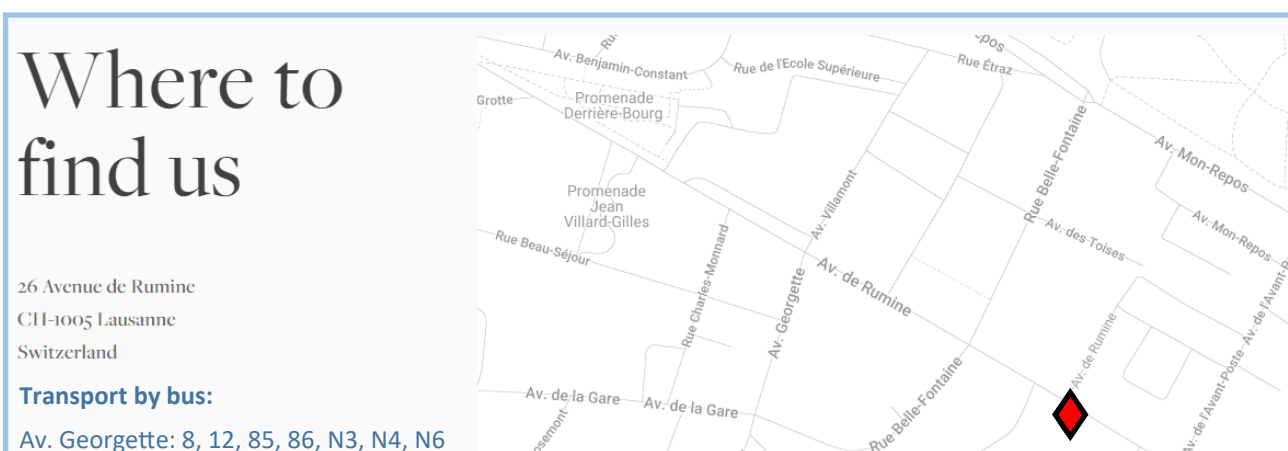 Where to
find us
26 Avenue de Rumine
CH-1005 Lausanne
Switzerland
Transport by bus:
Av. Georgette: 8, 12, 85, 86, N3, N4, N6
Av. Benjamin-Constant
Rue de l'Ecole Supérieure
Rue Étraz
Grotte
Promenade
Derrière-Bourg
Promenade
Jean
Villard-Gilles
Rue Beau-Séjour
Rue Charles-Monnard
Av. Villamont
Av. Georgette
Av. de Rumine
Rue Belle-Fontaine
Av. des Toises
Av. Mon-Repos
Av. Mon-Repos
Av. de Rumine
Av. de l'Avant-Poste
Av. de la Gare
Av. de la Gare
Rue Belle-Fontaine